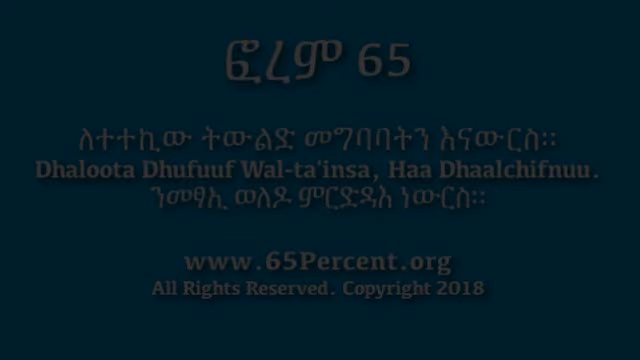 ፎረም 65
ለተተኪው ትውልድ መግባባትን እናውርስ።
Dhaloota Dhufuuf Wal-ta'insa, Haa Dhaalchifnuu.
ንመፃኢ ወለዶ ምርድዳእ ነውርስ።
www.65Percent.org
All Rights Reserved. Copyright 2018